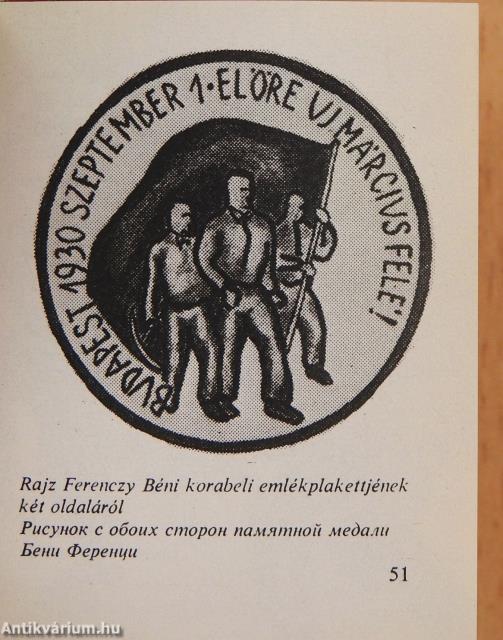 BUDAPEST 1930 SZEPTEMBER 1 · ELŐRE UJ MÁRCIUS FELÉ!
Rajz Ferenczy Béni korabeli emlékplakettjének
két oldaláról
Рисунок с обоих сторон памятной медали
Бени Ференци
51
Antikvárium.hu